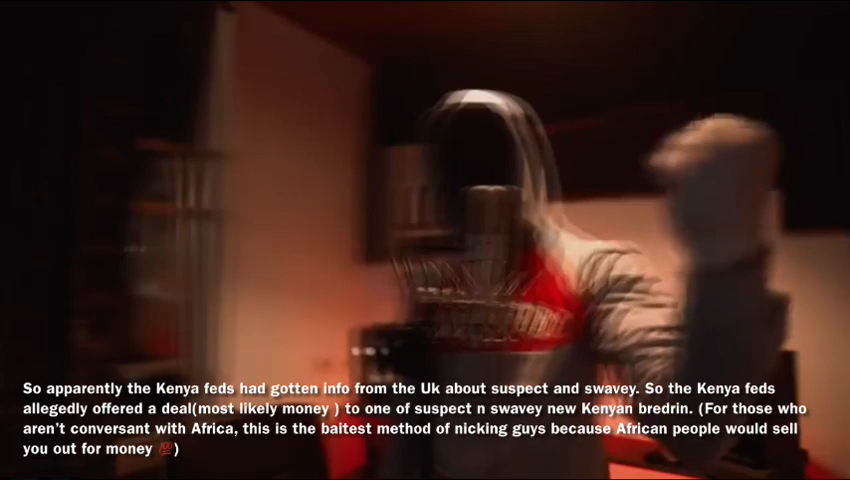 So apparently the Kenya feds had gotten info from the Uk about suspect and swavey. So the Kenya feds
allegedly offered a deal(most likely money ) to one of suspect n swavey new Kenyan bredrin. (For those who
aren't conversant with Africa, this is the baitest method of nicking guys because African people would sell
you out for money 💯)